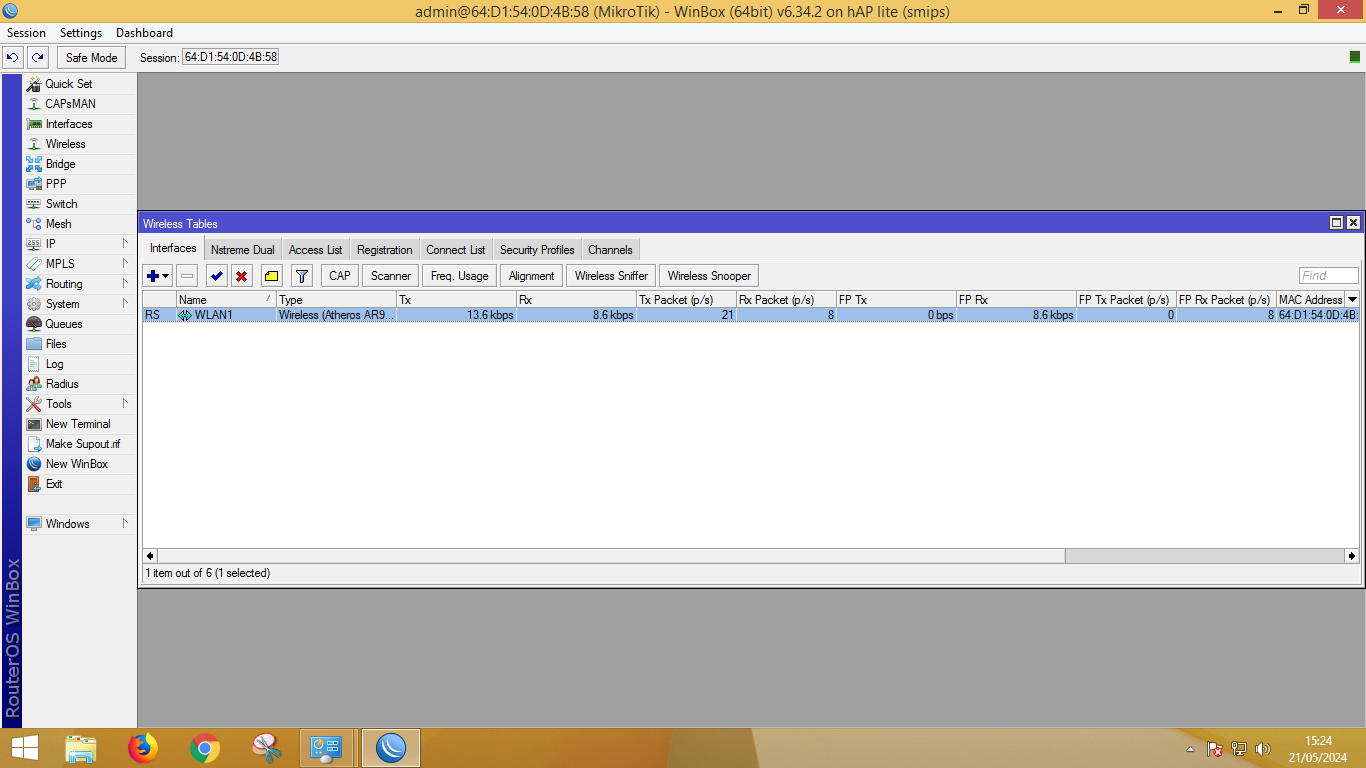 admin@64:D1:54:0D:4B:58 (MikroTik) - WinBox (64bit) v6.34.2 on hAP lite (smips)
Session Settings Dashboard
Safe Mode Session: 64:D1:54:0D:4B:58
Quick Set
CAPsMAN
Interfaces
Wireless
Bridge
PPP
Switch
Mesh
IP
MPLS
Routing
System
Queues
Files
Log
Radius
Tools
New Terminal
Make Supout.rif
New WinBox
Exit
Windows
RouterOS WinBox
Wireless Tables
Interfaces Nstreme Dual Access List Registration Connect List Security Profiles Channels
CAP Scanner Freq. Usage Alignment Wireless Sniffer Wireless Snooper Find
Name Type Tx Rx Tx Packet (p/s) Rx Packet (p/s) FP Tx FP Rx FP Tx Packet (p/s) FP Rx Packet (p/s) MAC Address
RS WLAN1 Wireless (Atheros AR9... 13.6 kbps 8.6 kbps 21 8 0 bps 8.6 kbps 0 8 64:D1:54:0D:4B:
1 item out of 6 (1 selected)
15:24
21/05/2024